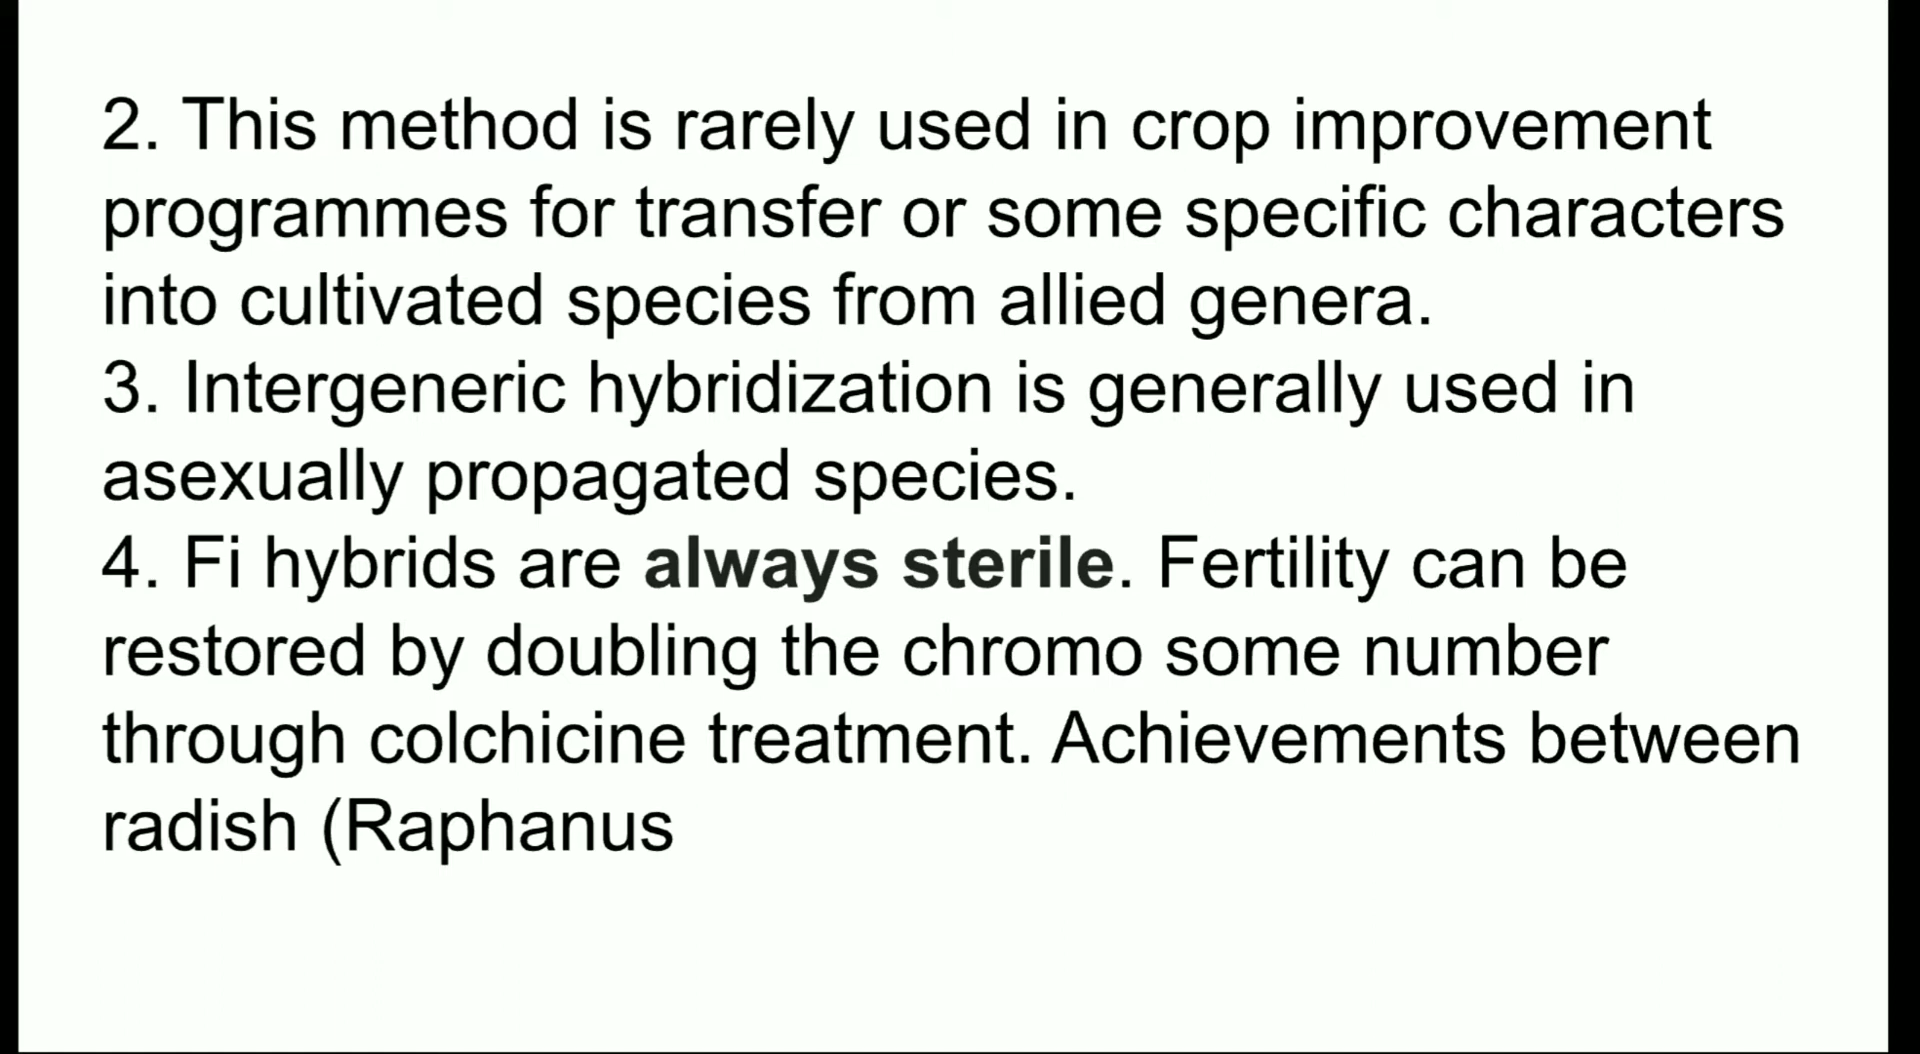 2. This method is rarely used in crop improvement
programmes for transfer or some specific characters
into cultivated species from allied genera.
3. Intergeneric hybridization is generally used in
asexually propagated species.
4. Fi hybrids are always sterile. Fertility can be
restored by doubling the chromo some number
through colchicine treatment. Achievements between
radish (Raphanus